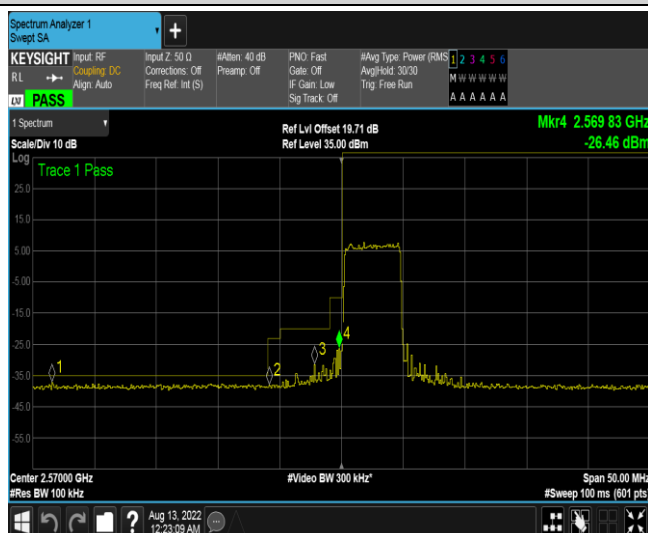 Spectrum Analyzer 1
Swept SA
+
KEYSIGHT
RL
LXI PASS
Input: RF
Coupling: DC
Align: Auto
Input Z: 50 Ω
Corrections: Off
Freq Ref: Int (S)
#Atten: 40 dB
Preamp: Off
PNO: Fast
Gate: Off
IF Gain: Low
Sig Track: Off
#Avg Type: Power (RMS
Avg|Hold: 30/30
Trig: Free Run
1 2 3 4 5 6
M W W W W W
A A A A A A
1 Spectrum
Scale/Div 10 dB
Ref Lvl Offset 19.71 dB
Ref Level 35.00 dBm
Mkr4 2.569 83 GHz
-26.46 dBm
Log
Trace 1 Pass
25.0
15.0
5.00
-5.00
-15.0
-25.0
-35.0
-45.0
-55.0
1
2
3
4
Center 2.57000 GHz
#Res BW 100 kHz
#Video BW 300 kHz*
Span 50.00 MHz
#Sweep 100 ms (601 pts)
?
Aug 13, 2022
12:23:09 AM